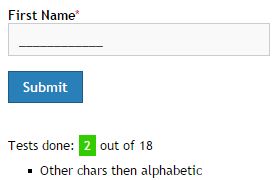 First Name*
____________
Submit
Tests done: 2 out of 18
Other chars then alphabetic